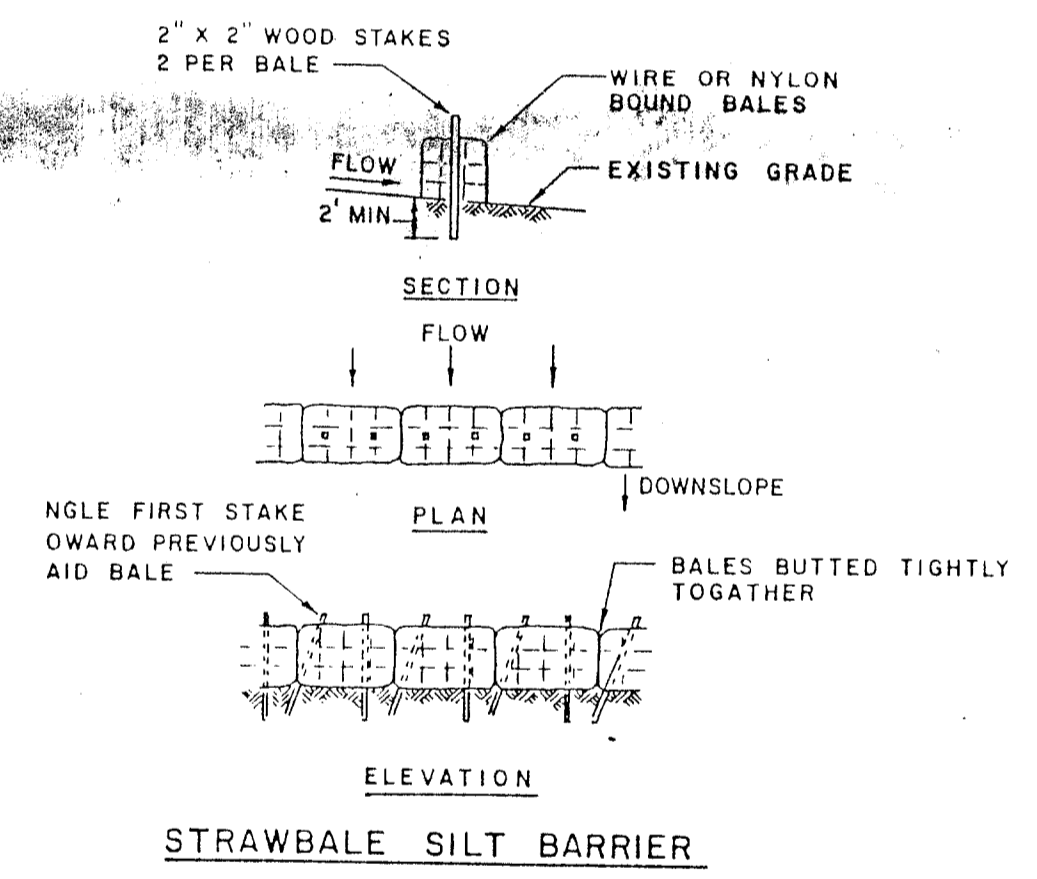 2" X 2" WOOD STAKES
2 PER BALE
WIRE OR NYLON
BOUND BALES
FLOW
EXISTING GRADE
2' MIN
SECTION
FLOW
DOWNSLOPE
PLAN
NGLE FIRST STAKE
OWARD PREVIOUSLY
AID BALE
BALES BUTTED TIGHTLY
TOGATHER
ELEVATION
STRAWBALE SILT BARRIER